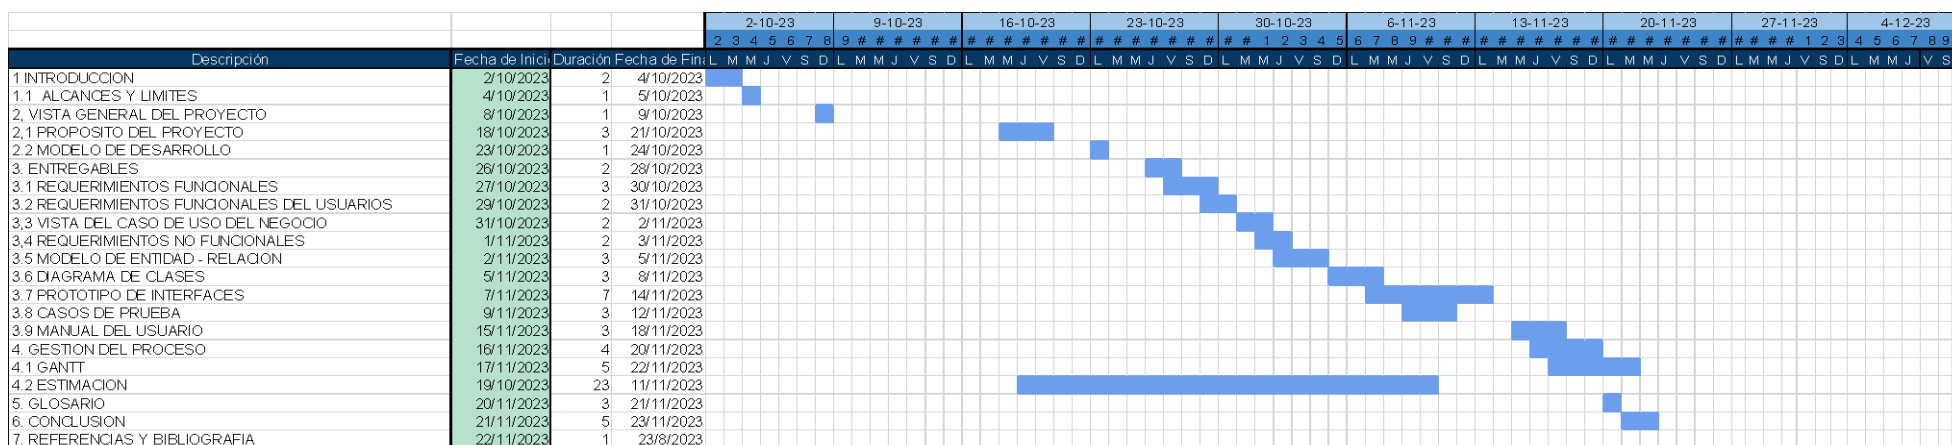 2-10-23 9-10-23 16-10-23 23-10-23 30-10-23 6-11-23 13-11-23 20-11-23 27-11-23 4-12-23
2 3 4 5 6 7 8 9 # # # # # # # # # # # # # # # # # # # # # # # # # 1 2 3 4 5 6 7 8 9 # # # # # # # # # # # # # # # # # # # # # 1 2 3 4 5 6 7 8 9
Descripción Fecha de Inici Duración Fecha de Fin L M M J V S D L M M J V S D L M M J V S D L M M J V S D L M M J V S D L M M J V S D L M M J V S D L M M J V S D L M M J V S D L M M J V S
1 INTRODUCCION 2/10/2023 2 4/10/2023
1.1 ALCANCES Y LIMITES 4/10/2023 1 5/10/2023
2, VISTA GENERAL DEL PROYECTO 8/10/2023 1 9/10/2023
2,1 PROPOSITO DEL PROYECTO 18/10/2023 3 21/10/2023
2.2 MODELO DE DESARROLLO 23/10/2023 1 24/10/2023
3. ENTREGABLES 26/10/2023 2 28/10/2023
3.1 REQUERIMIENTOS FUNCIONALES 27/10/2023 3 30/10/2023
3.2 REQUERIMIENTOS FUNCIONALES DEL USUARIOS 29/10/2023 2 31/10/2023
3,3 VISTA DEL CASO DE USO DEL NEGOCIO 31/10/2023 2 2/11/2023
3,4 REQUERIMIENTOS NO FUNCIONALES 1/11/2023 2 3/11/2023
3.5 MODELO DE ENTIDAD - RELACION 2/11/2023 3 5/11/2023
3.6 DIAGRAMA DE CLASES 5/11/2023 3 8/11/2023
3.7 PROTOTIPO DE INTERFACES 7/11/2023 7 14/11/2023
3.8 CASOS DE PRUEBA 9/11/2023 3 12/11/2023
3.9 MANUAL DEL USUARIO 15/11/2023 3 18/11/2023
4. GESTION DEL PROCESO 16/11/2023 4 20/11/2023
4.1 GANTT 17/11/2023 5 22/11/2023
4.2 ESTIMACION 19/10/2023 23 11/11/2023
5. GLOSARIO 20/11/2023 3 21/11/2023
6. CONCLUSION 21/11/2023 5 23/11/2023
7. REFERENCIAS Y BIBLIOGRAFIA 22/11/2023 1 23/8/2023